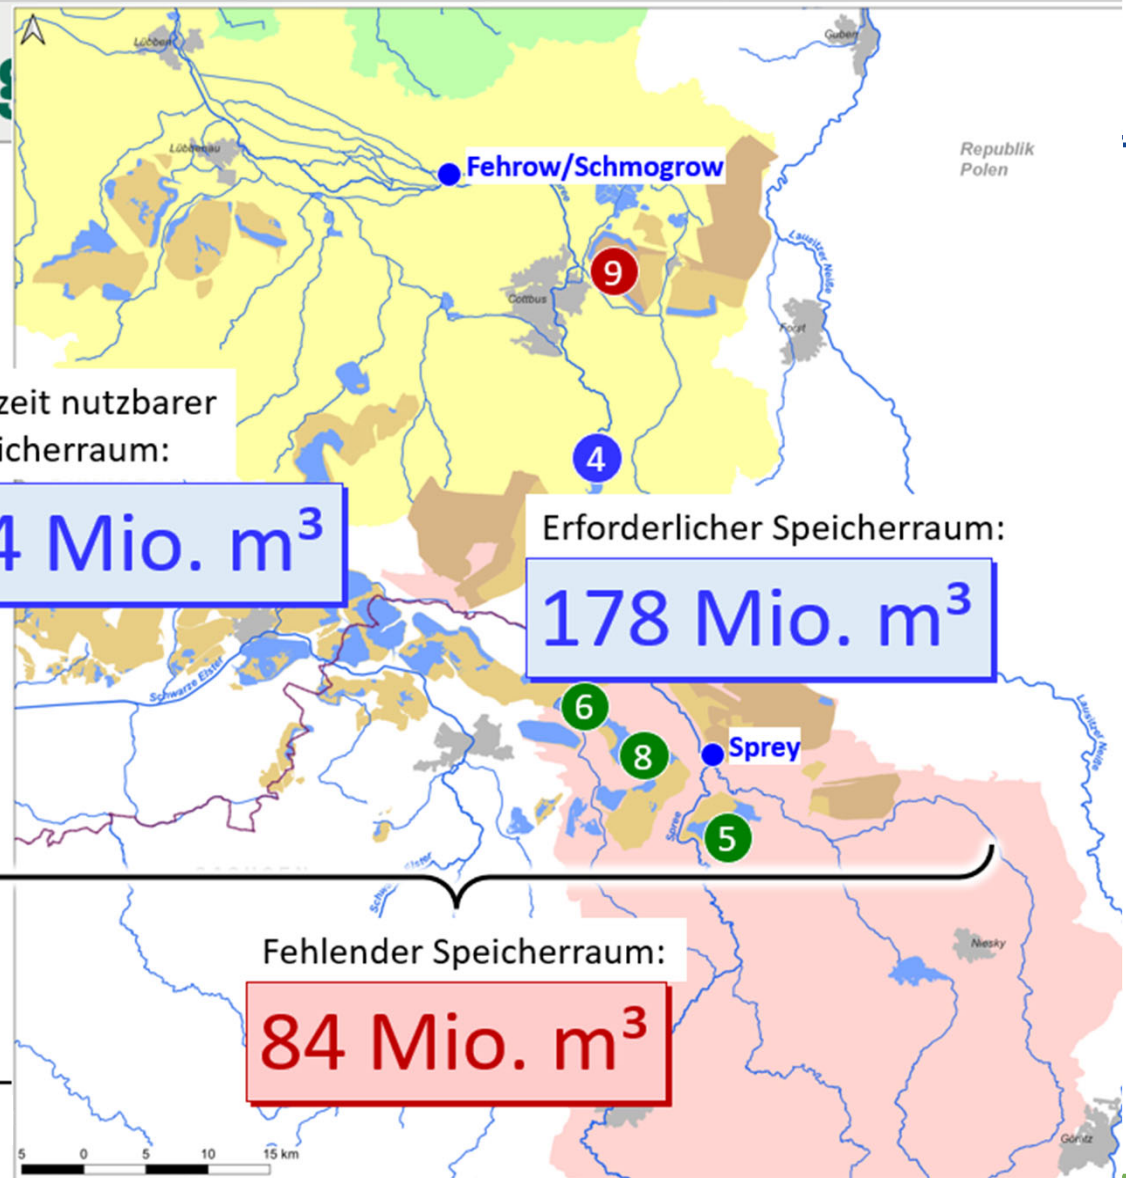 Lübben
Guben
Lübbenau
Fehrow/Schmogrow
Republik
Polen
Lausitzer Neiße
9
Cottbus
Forst
zeit nutzbarer
icherraum:
4
4 Mio. m³
Erforderlicher Speicherraum:
178 Mio. m³
Schwarze Elster
6
Lausitzer Neiße
8
Sprey
Spree
5
Fehlender Speicherraum:
Niesky
84 Mio. m³
Görlitz
5 0 5 10 15 km